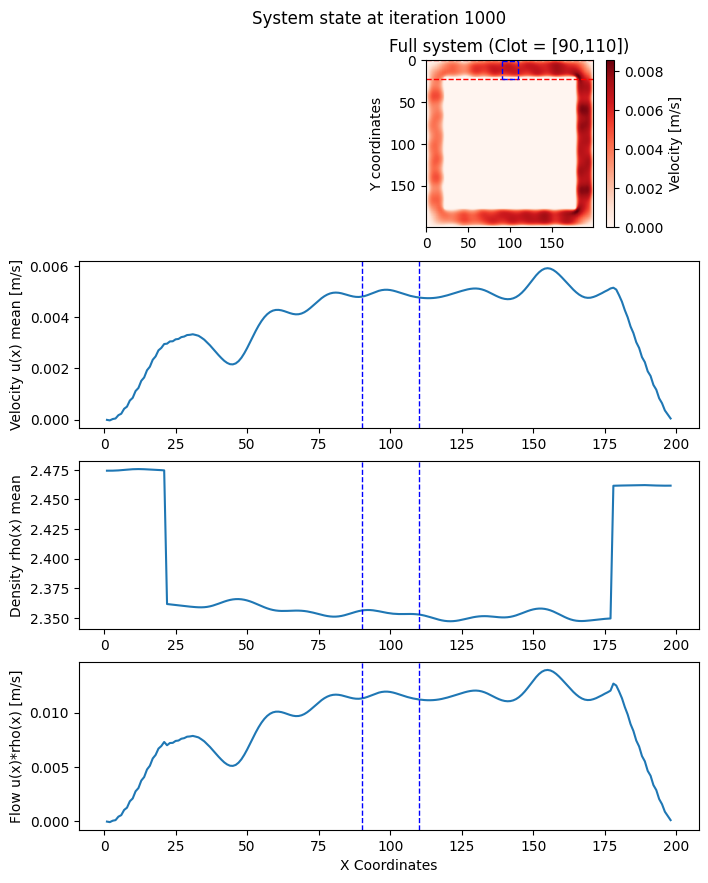 System state at iteration 1000
Full system (Clot = [90,110])
0
50
100
150
Y coordinates
0 50 100 150
0.008
0.006
0.004
0.002
0.000
Velocity [m/s]
0.006
0.004
0.002
0.000
Velocity u(x) mean [m/s]
0 25 50 75 100 125 150 175 200
2.475
2.450
2.425
2.400
2.375
2.350
Density rho(x) mean
0 25 50 75 100 125 150 175 200
0.010
0.005
0.000
Flow u(x)*rho(x) [m/s]
0 25 50 75 100 125 150 175 200
X Coordinates